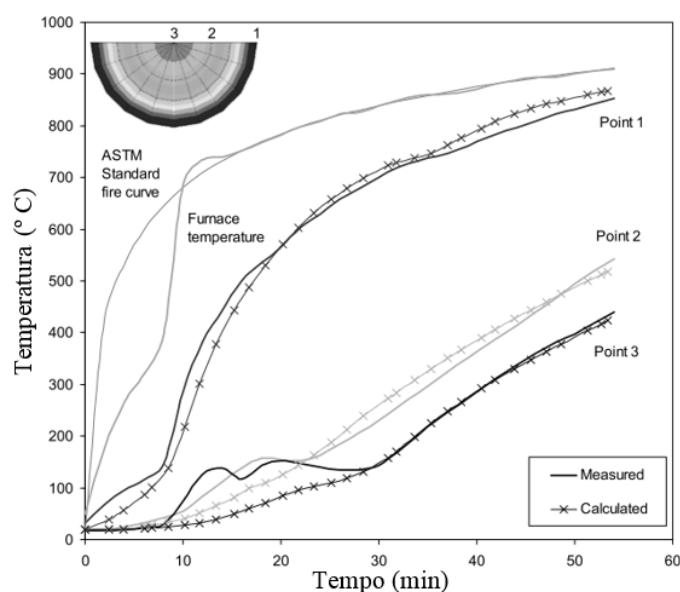 1000
900
800
700
600
500
400
300
200
100
0
Temperatura (° C)
3 2 1
ASTM
Standard
fire curve
Furnace
temperature
Point 1
Point 2
Point 3
Measured
Calculated
0 10 20 30 40 50 60
Tempo (min)